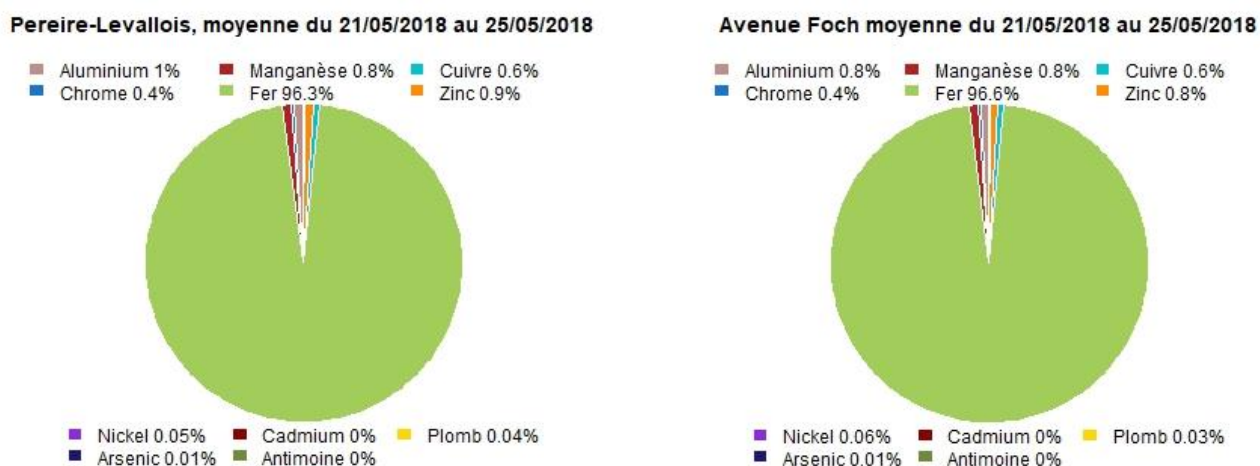 Pereire-Levallois, moyenne du 21/05/2018 au 25/05/2018
Aluminium 1% Manganèse 0.8% Cuivre 0.6%
Chrome 0.4% Fer 96.3% Zinc 0.9%
Nickel 0.05% Cadmium 0% Plomb 0.04%
Arsenic 0.01% Antimoine 0%
Avenue Foch moyenne du 21/05/2018 au 25/05/2018
Aluminium 0.8% Manganèse 0.8% Cuivre 0.6%
Chrome 0.4% Fer 96.6% Zinc 0.8%
Nickel 0.06% Cadmium 0% Plomb 0.03%
Arsenic 0.01% Antimoine 0%